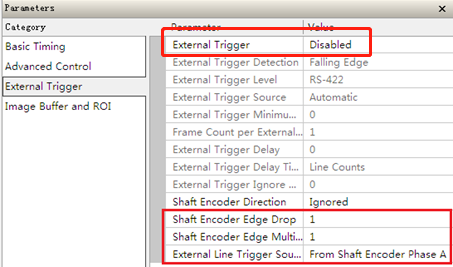 Parameters
Category
Basic Timing
Advanced Control
External Trigger
Image Buffer and ROI
Parameter Value
External Trigger Disabled
External Trigger Detection Falling Edge
External Trigger Level RS-422
External Trigger Source Automatic
External Trigger Minimu... 0
Frame Count per External... 1
External Trigger Delay 0
External Trigger Delay Ti... Line Counts
External Trigger Ignore ... 0
Shaft Encoder Direction Ignored
Shaft Encoder Edge Drop 1
Shaft Encoder Edge Multi... 1
External Line Trigger Sou... From Shaft Encoder Phase A